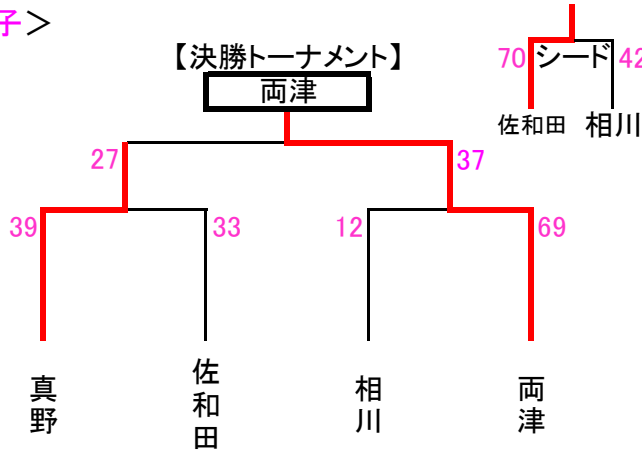 子＞
【決勝トーナメント】
両津
70 シード 42
佐和田 相川
27 37
39 33 12 69
真野
佐和田
相川
両津